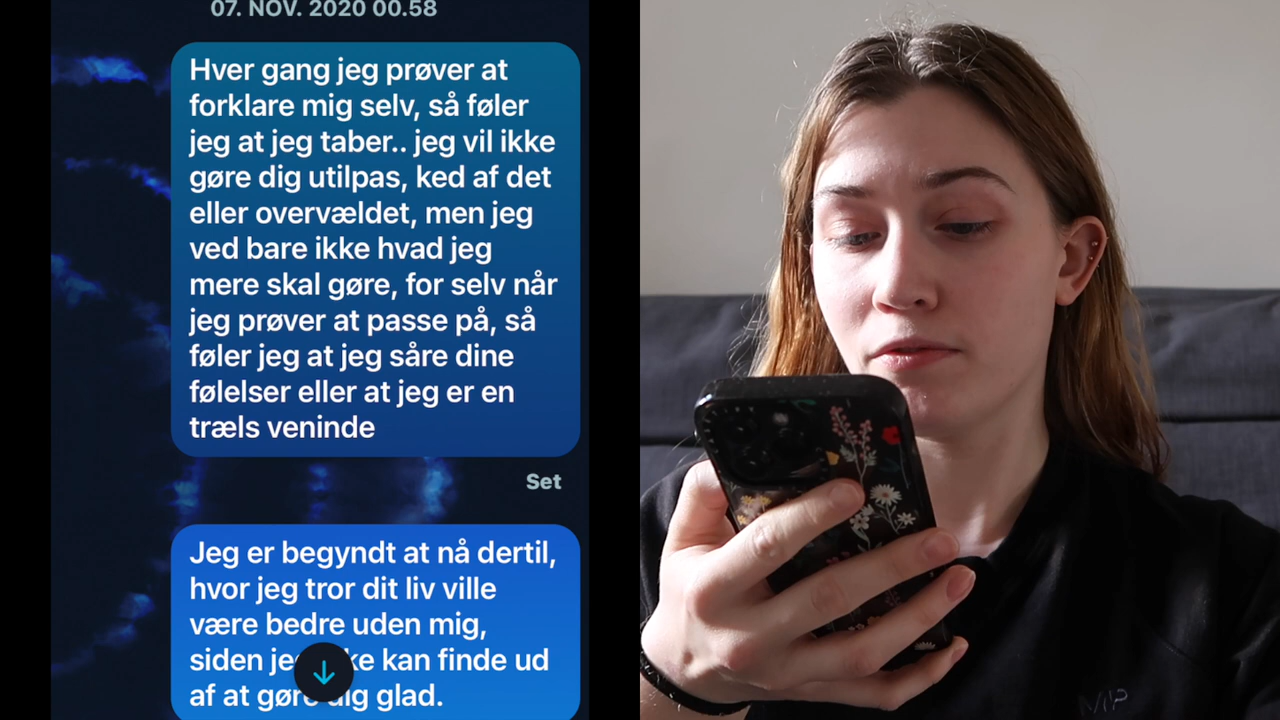 07. NOV. 2020 00.58
Hver gang jeg prøver at
forklare mig selv, så føler
jeg at jeg taber.. jeg vil ikke
gøre dig utilpas, ked af det
eller overvældet, men jeg
ved bare ikke hvad jeg
mere skal gøre, for selv når
jeg prøver at passe på, så
føler jeg at jeg såre dine
følelser eller at jeg er en
træls veninde
Set
Jeg er begyndt at nå dertil,
hvor jeg tror dit liv ville
være bedre uden mig,
siden kan finde ud
af at gøre dig glad.